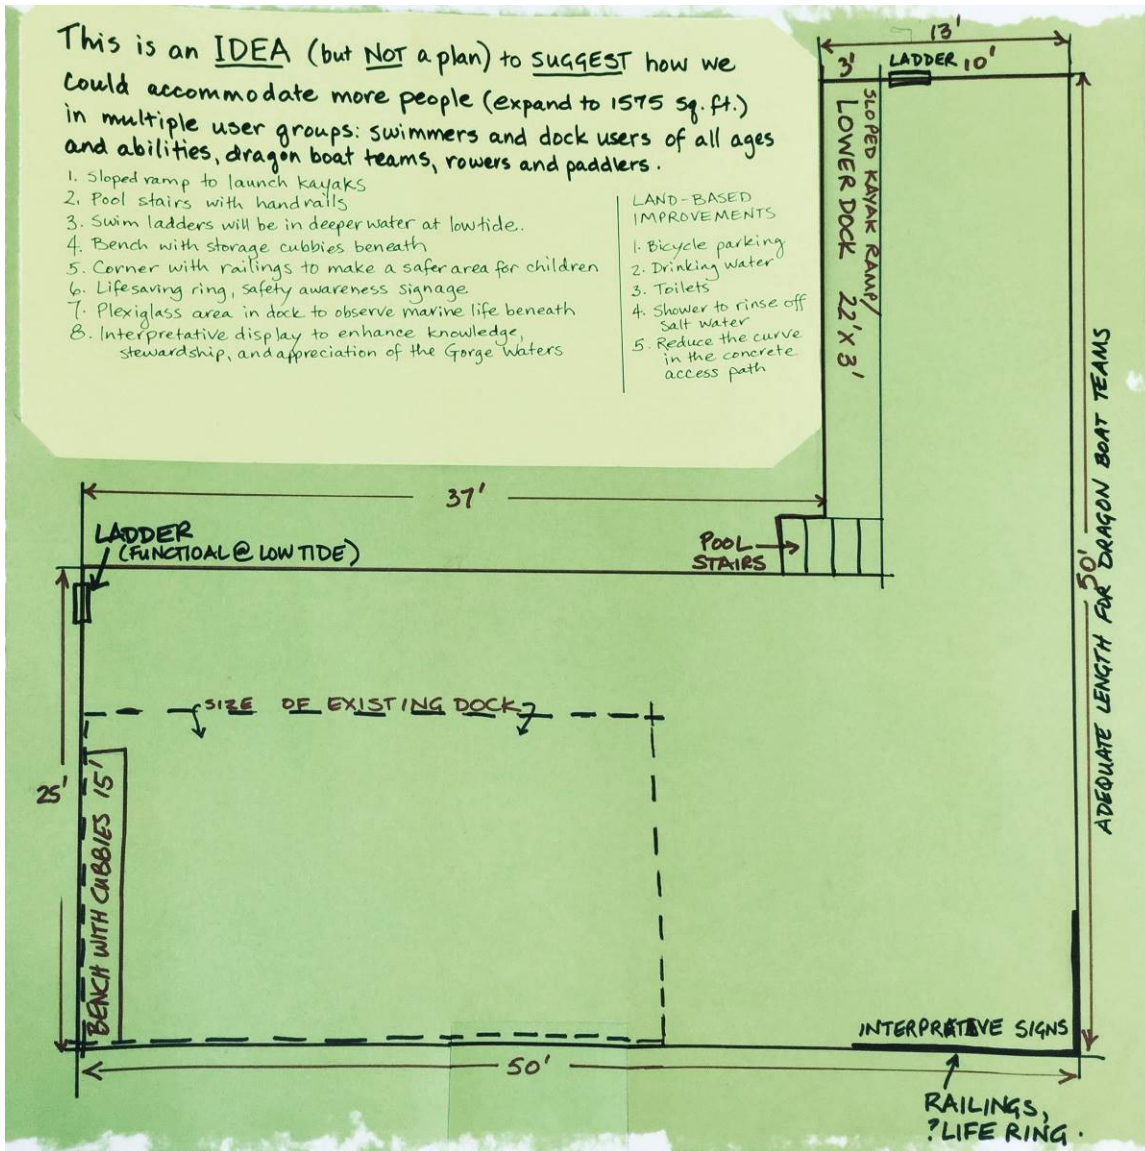 This is an IDEA (but NOT a plan) to SUGGEST how we
could accommodate more people (expand to 1575 sq. ft.)
in multiple user groups: swimmers and dock users of all ages
and abilities, dragon boat teams, rowers and paddlers.
1. Sloped ramp to launch kayaks
2. Pool stairs with handrails
3. Swim ladders will be in deeper water at low tide.
4. Bench with storage cubbies beneath
5. Corner with railings to make a safer area for children
6. Lifesaving ring, safety awareness signage
7. Plexiglass area in dock to observe marine life beneath
8. Interpretative display to enhance knowledge,
stewardship, and appreciation of the Gorge Waters
LAND-BASED
IMPROVEMENTS
1. Bicycle parking
2. Drinking water
3. Toilets
4. Shower to rinse off
salt water
5. Reduce the curve
in the concrete
access path
13'
3'
LADDER 10'
SLOPED KAYAK RAMP/
LOWER DOCK 22' X 3'
37'
LADDER
(FUNCTIOAL @ LOW TIDE)
POOL
STAIRS
50'
ADEQUATE LENGTH FOR DRAGON BOAT TEAMS
SIZE OF EXISTING DOCK
25'
BENCH WITH CUBBIES 15'
INTERPRETIVE SIGNS
50'
RAILINGS,
?LIFE RING.